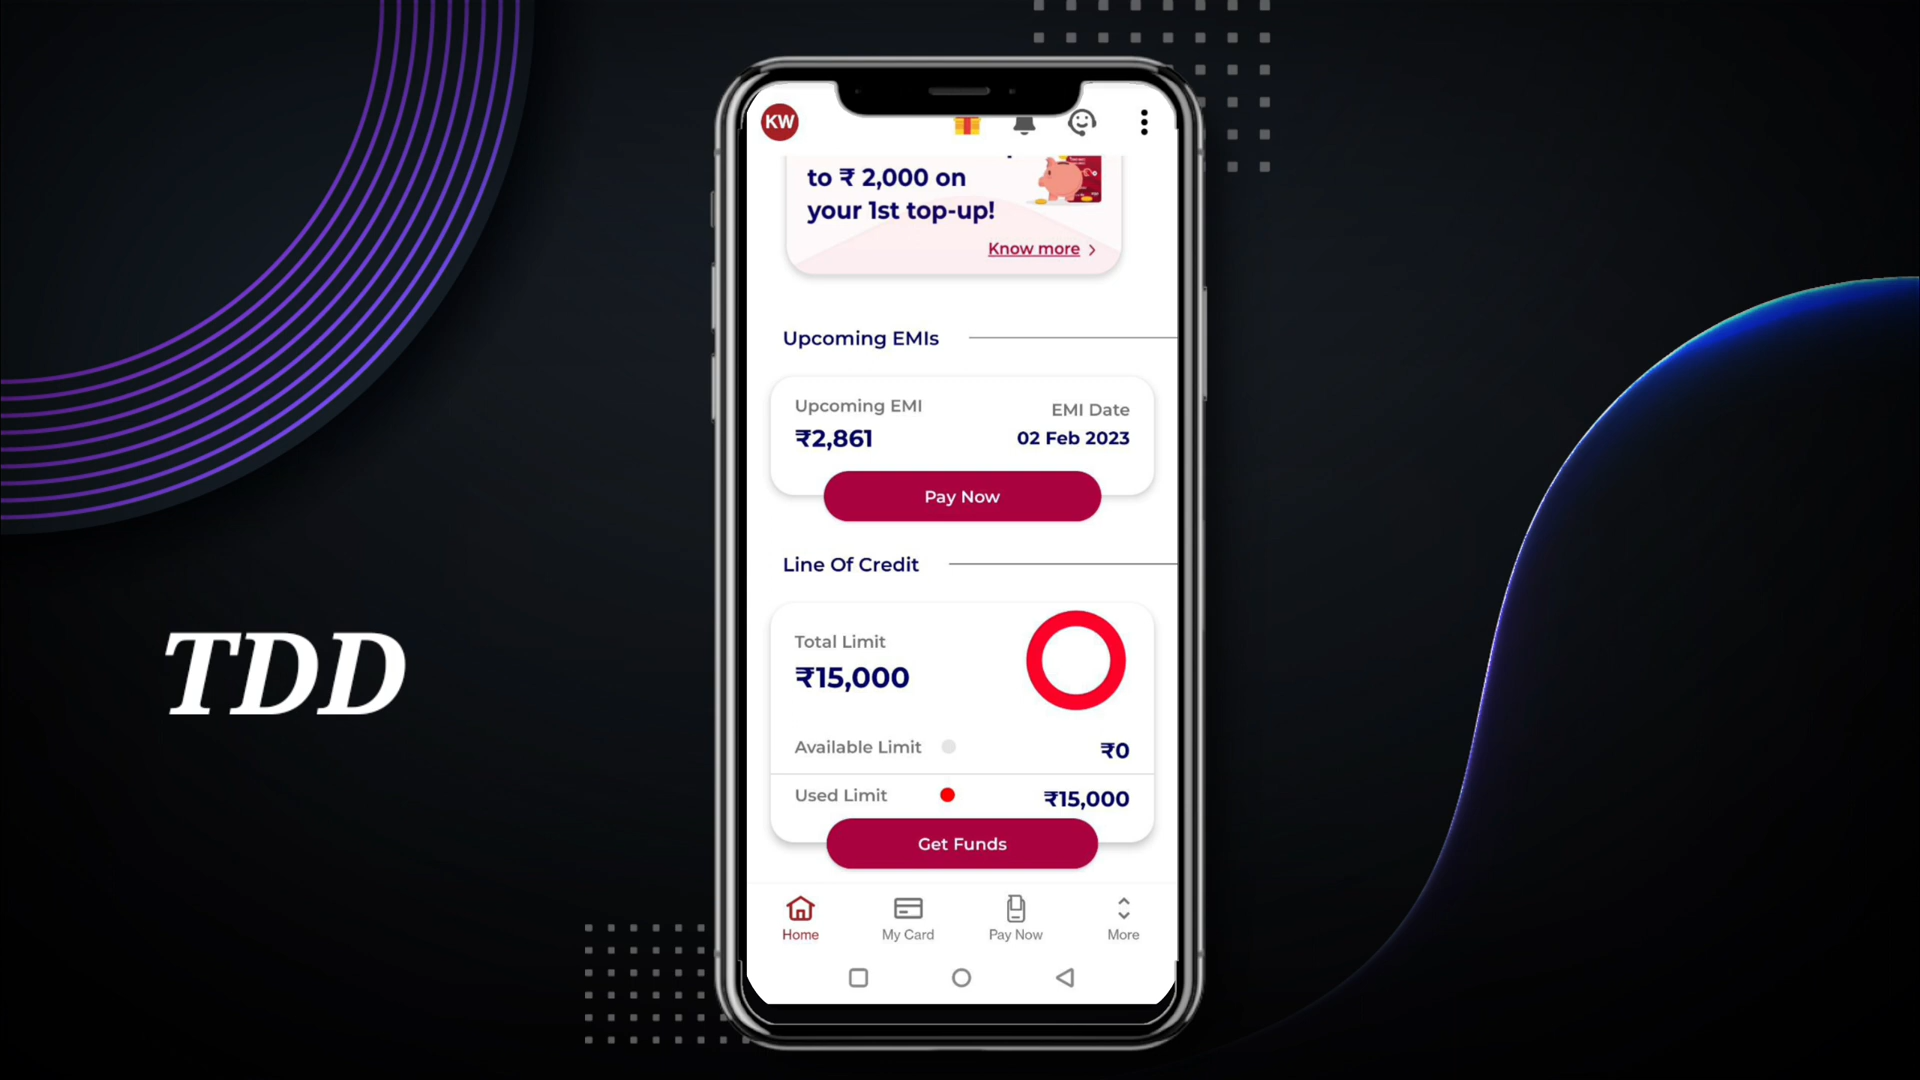 KW
to ₹ 2,000 on
your 1st top-up!
Know more >
Upcoming EMIs
Upcoming EMI
EMI Date
₹2,861
02 Feb 2023
Pay Now
Line Of Credit
Total Limit
₹15,000
Available Limit
₹0
Used Limit
₹15,000
Get Funds
Home
My Card
Pay Now
More
TDD